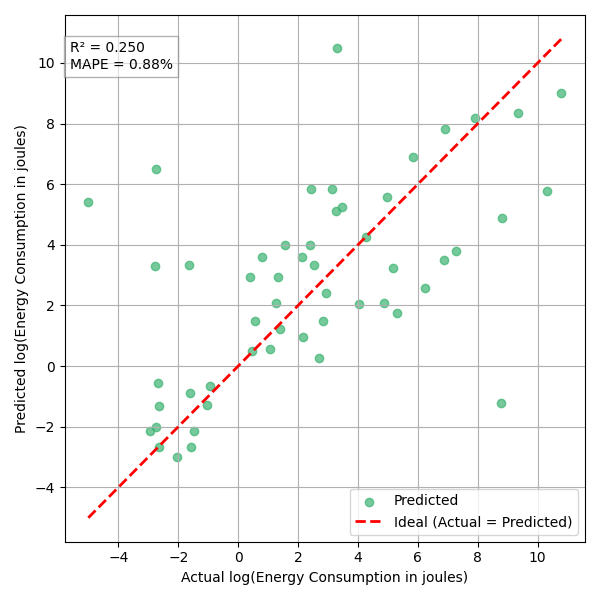 R² = 0.250
MAPE = 0.88%
10
8
6
4
2
0
−2
−4
Predicted log(Energy Consumption in joules)
Predicted
Ideal (Actual = Predicted)
−4 −2 0 2 4 6 8 10
Actual log(Energy Consumption in joules)